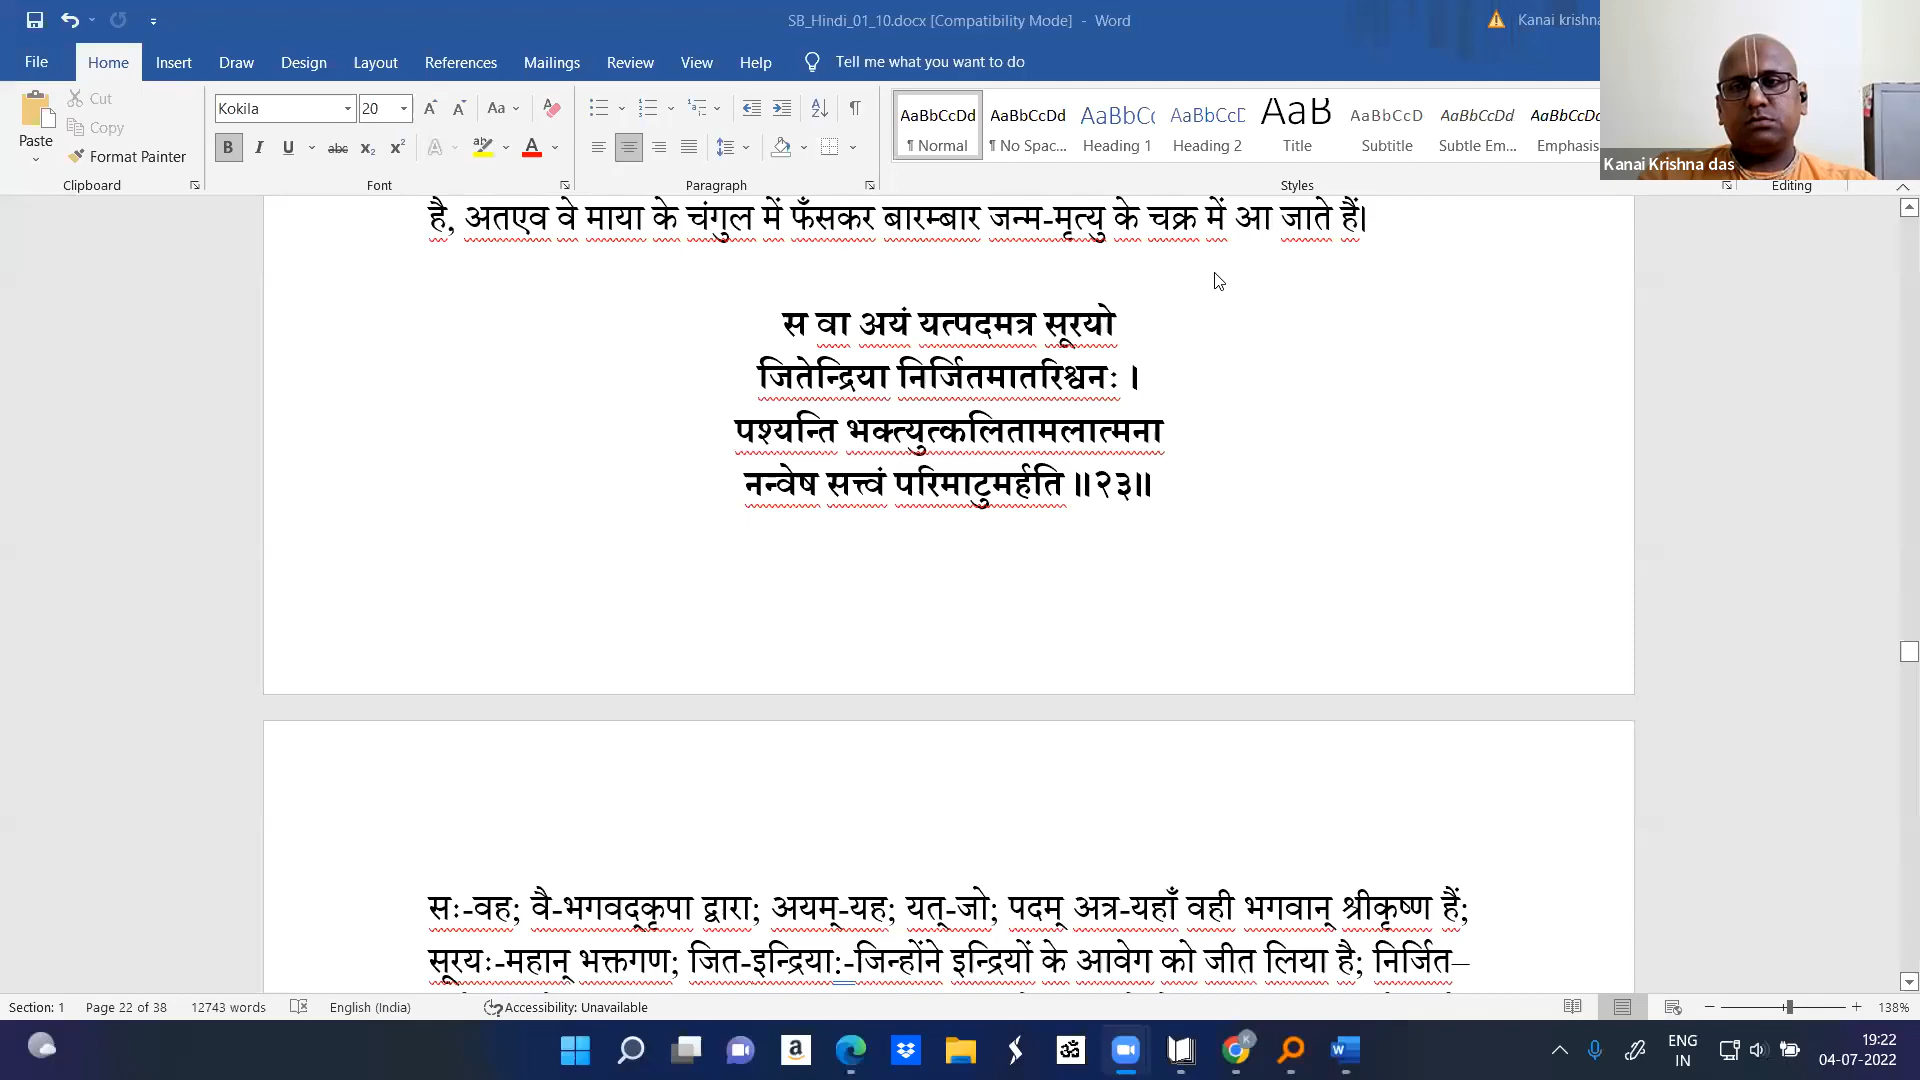 SB_Hindi_01_10.docx [Compatibility Mode] - Word
Kanai krishna
File Home Insert Draw Design Layout References Mailings Review View Help Tell me what you want to do
Paste
Cut
Copy
Format Painter
Kokila 20
AaBbCcDd AaBbCcDd AaBbCc AaBbCcD AaB AaBbCcD AaBbCcDd AaBbCcDd
¶ Normal ¶ No Spac... Heading 1 Heading 2 Title Subtitle Subtle Em... Emphasis
Clipboard Font Paragraph Styles Editing
Kanai Krishna das
है, अतएव वे माया के चंगुल में फँसकर बारम्बार जन्म-मृत्यु के चक्र में आ जाते हैं।
स वा अयं यत्पदमत्र सूरयो
जितेन्द्रिया निर्जितमातरिश्वनः ।
पश्यन्ति भक्त्युत्कलितामलात्मना
नन्वेष सत्त्वं परिमाटुमर्हति ॥२३॥
सः-वह; वै-भगवद्कृपा द्वारा; अयम्-यह; यत्-जो; पदम् अत्र-यहाँ वही भगवान् श्रीकृष्ण हैं;
सूरयः-महान् भक्तगण; जित-इन्द्रिया:-जिन्होंने इन्द्रियों के आवेग को जीत लिया है; निर्जित–
Section: 1 Page 22 of 38 12743 words English (India) Accessibility: Unavailable 138%
ENG
IN
19:22
04-07-2022